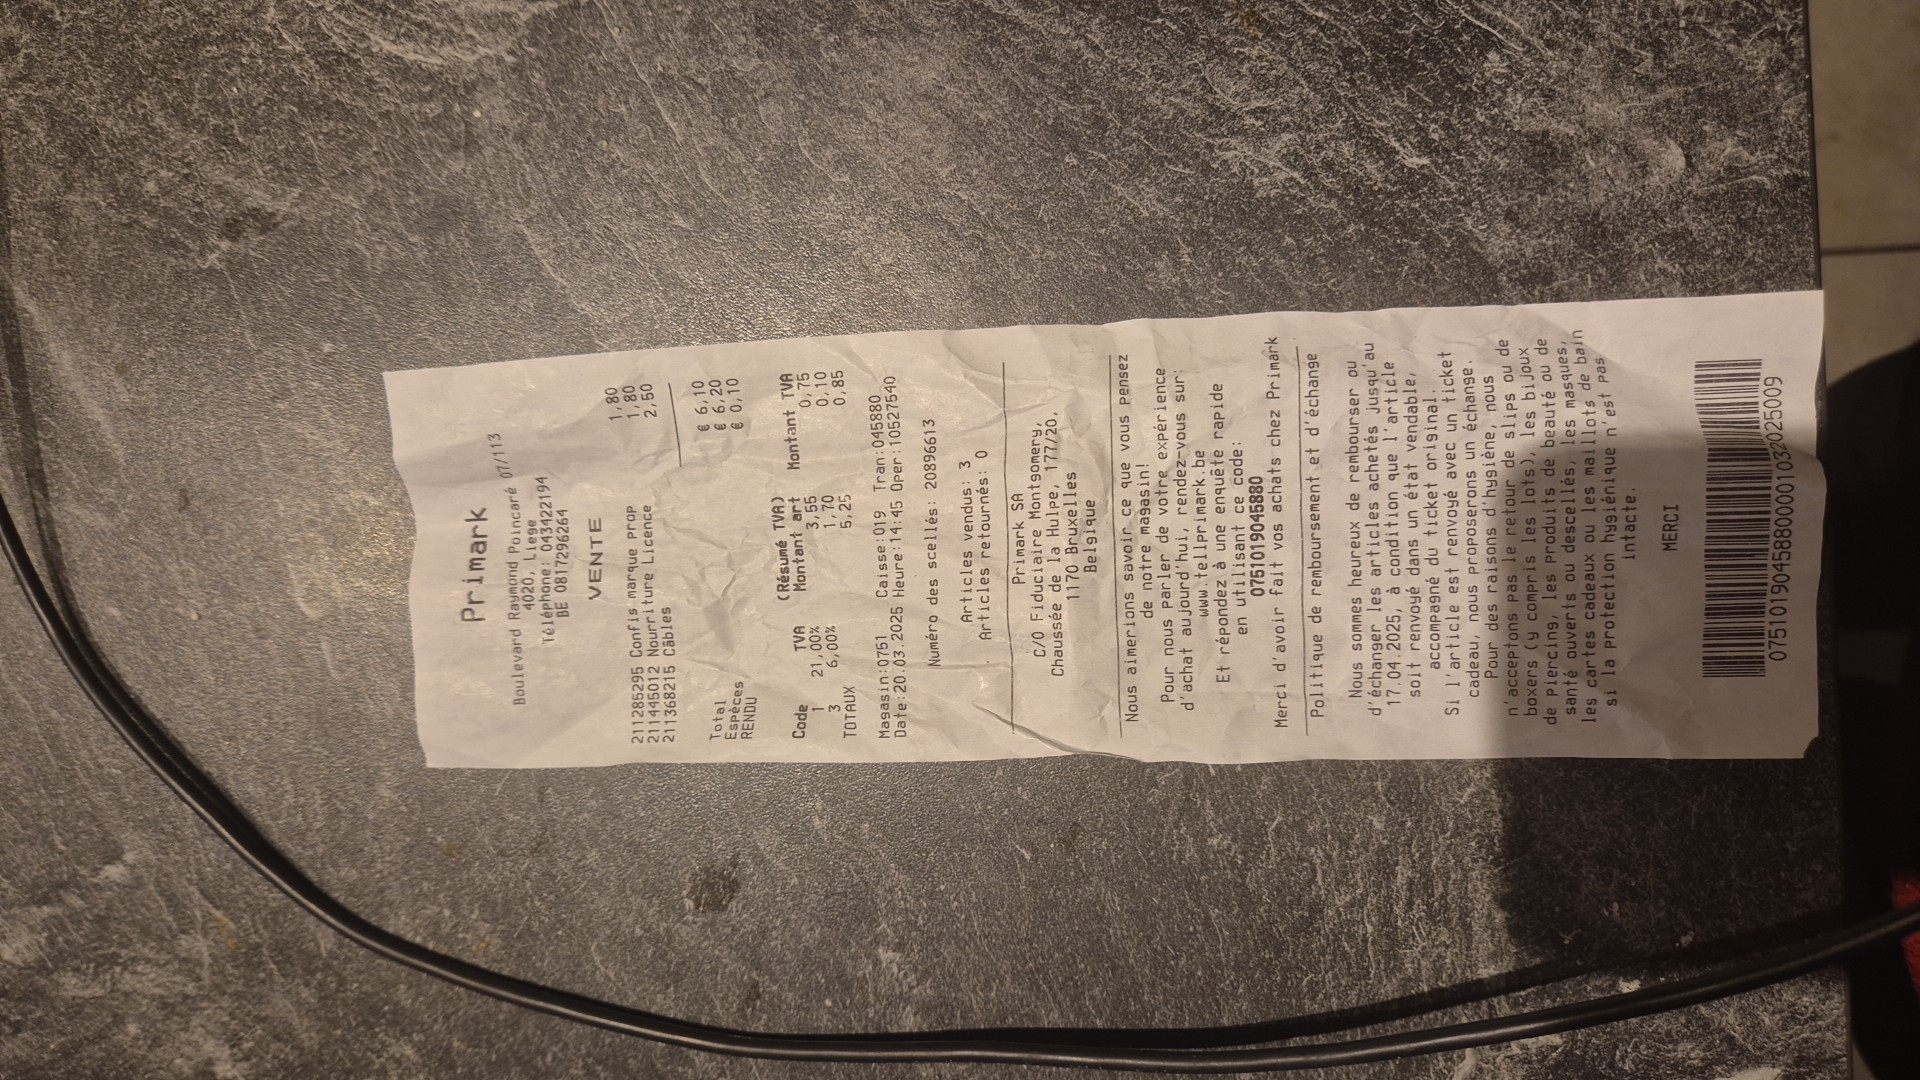 Primark
Boulevard Raymond Poincaré 07/113
4020, Liege
Téléphone: 043422194
BE 0817296264
VENTE
211285295 Confis marque prop 1,80
211445012 Nourriture Licence 1,80
211368215 Câbles 2,50
Total € 6,10
Espèces € 6,20
RENDU € 0,10
(Résumé TVA)
Code TVA Montant art Montant TVA
1 21,00% 3,55 0,75
3 6,00% 1,70 0,10
TOTAUX 5,25 0,85
Magasin:0751 Caisse:019 Tran:045880
Date:20.03.2025 Heure:14:45 Oper:10527540
Numéro des scellés: 20896613
Articles vendus: 3
Articles retournés: 0
Primark SA
C/O Fiduciaire Montgomery,
Chaussée de la Hulpe, 177/20,
1170 Bruxelles
Belgique
Nous aimerions savoir ce que vous pensez
de notre magasin!
Pour nous parler de votre expérience
d'achat aujourd'hui, rendez-vous sur:
www.tellprimark.be
Et répondez à une enquête rapide
en utilisant ce code:
0751019045880
Merci d'avoir fait vos achats chez Primark
Politique de remboursement et d'échange
Nous sommes heureux de rembourser ou
d'échanger les articles achetés jusqu'au
17.04.2025, à condition que l'article
soit renvoyé dans un état vendable,
accompagné du ticket original.
Si l'article est renvoyé avec un ticket
cadeau, nous proposerons un échange.
Pour des raisons d'hygiène, nous
n'acceptons pas le retour de slips ou de
boxers (y compris les lots), les bijoux
de piercing, les produits de beauté ou de
santé ouverts ou descellés, les masques,
les cartes cadeaux ou les maillots de bain
si la protection hygiénique n'est pas
intacte.
MERCI
0751019045880000103202500​9